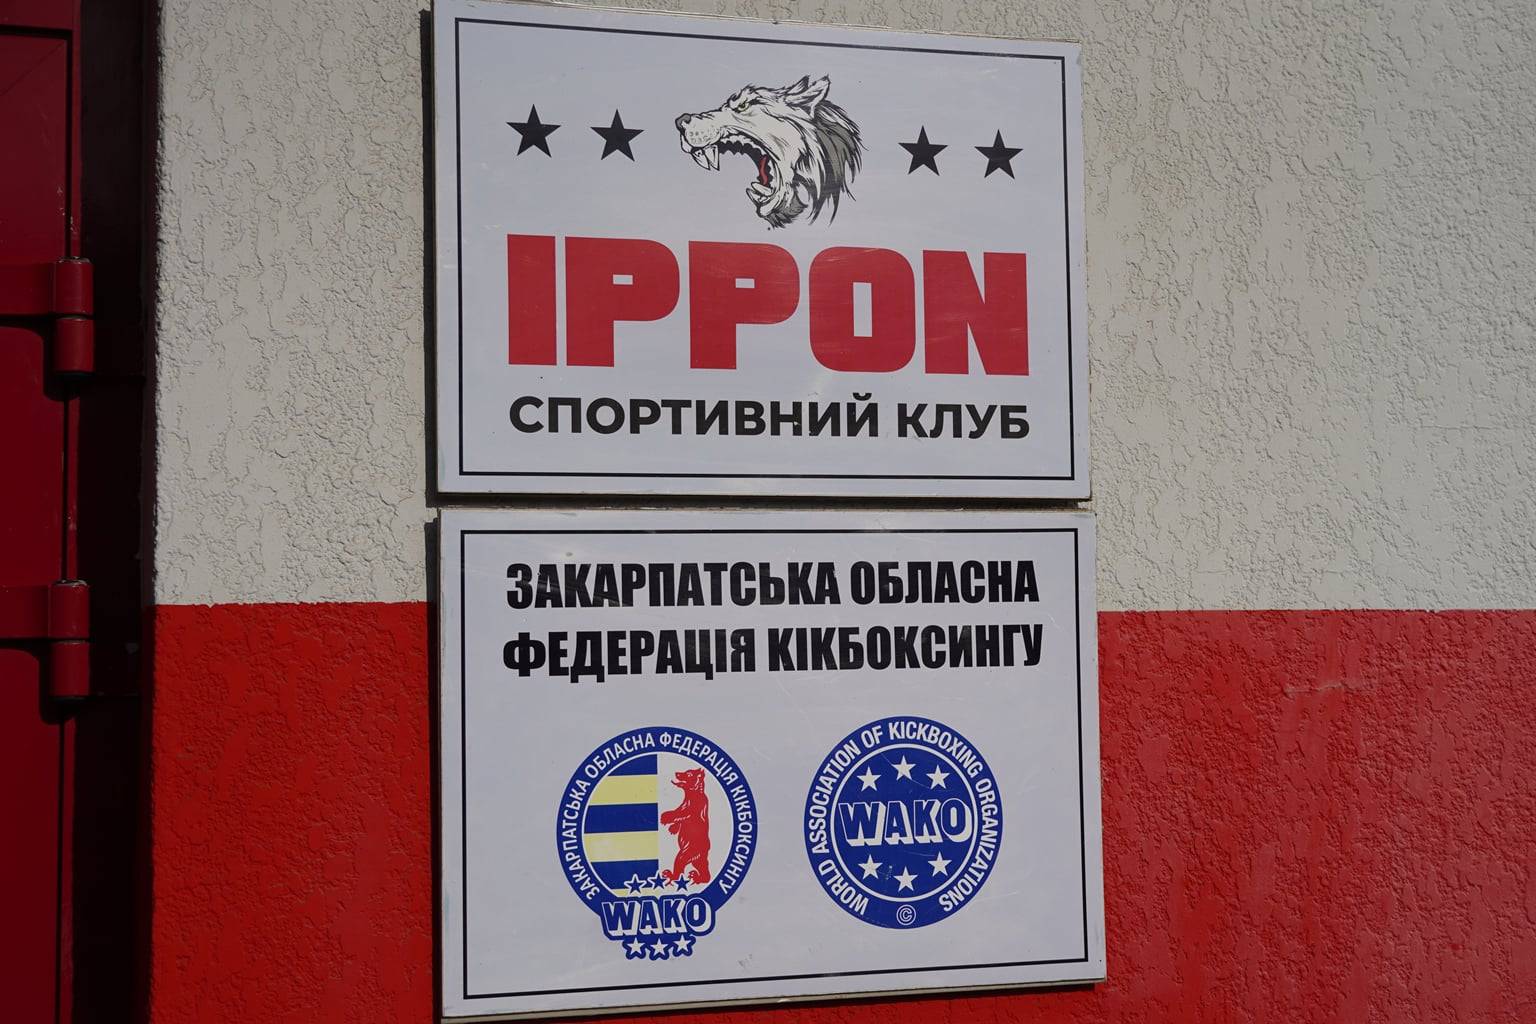 IPPON
СПОРТИВНИЙ КЛУБ
ЗАКАРПАТСЬКА ОБЛАСНА
ФЕДЕРАЦІЯ КІКБОКСИНГУ
ЗАКАРПАТСЬКА ОБЛАСНА ФЕДЕРАЦІЯ КІКБОКСИНГУ
WAKO
WORLD ASSOCIATION OF KICKBOXING ORGANIZATIONS
WAKO
©